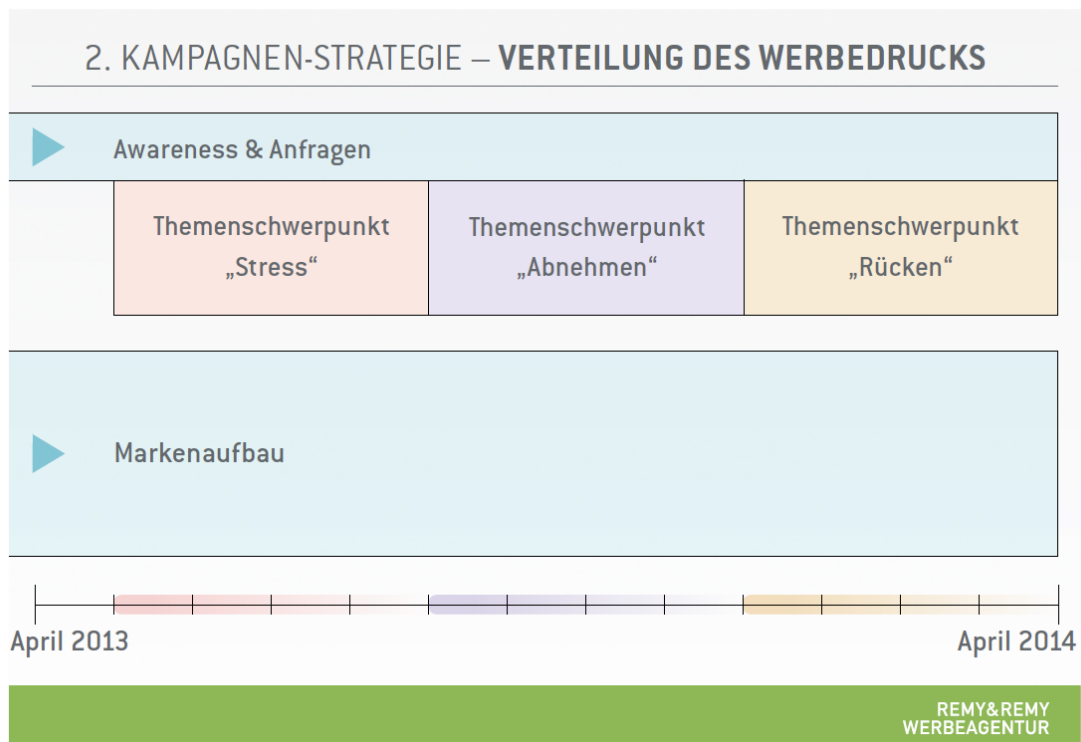 2. KAMPAGNEN-STRATEGIE – VERTEILUNG DES WERBEDRUCKS
Awareness & Anfragen
Themenschwerpunkt
„Stress“
Themenschwerpunkt
„Abnehmen“
Themenschwerpunkt
„Rücken“
Markenaufbau
April 2013
April 2014
REMY&REMY
WERBEAGENTUR